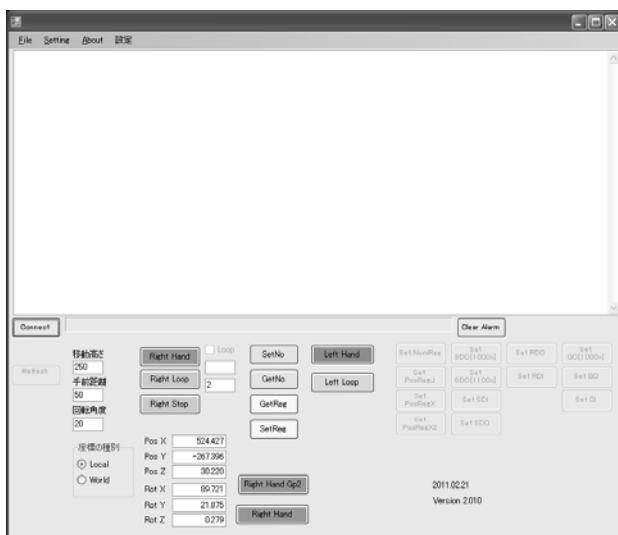 File Setting About 設定
Connect
Clear Alarm
移動高さ
250
手前距離
50
回転角度
20
Refresh
Right Hand
Loop
Right Loop
2
Right Stop
SetNo
GetNo
GetReg
SetReg
Left Hand
Left Loop
Set NumReg
Set SDO[1000x]
Set RDO
Set GO[1000x]
Set PosRegJ
Set SDO[1100x]
Set RDI
Set GO
Set PosRegX
Set SDI
Set GI
Set PosRegX2
Set SDO
座標の種別
Local
World
Pos X 524.427
Pos Y -267.396
Pos Z 30.220
Rot X 89.721
Rot Y 21.875
Rot Z 0.279
Right Hand Gp2
Right Hand
2011.02.21
Version 2.010